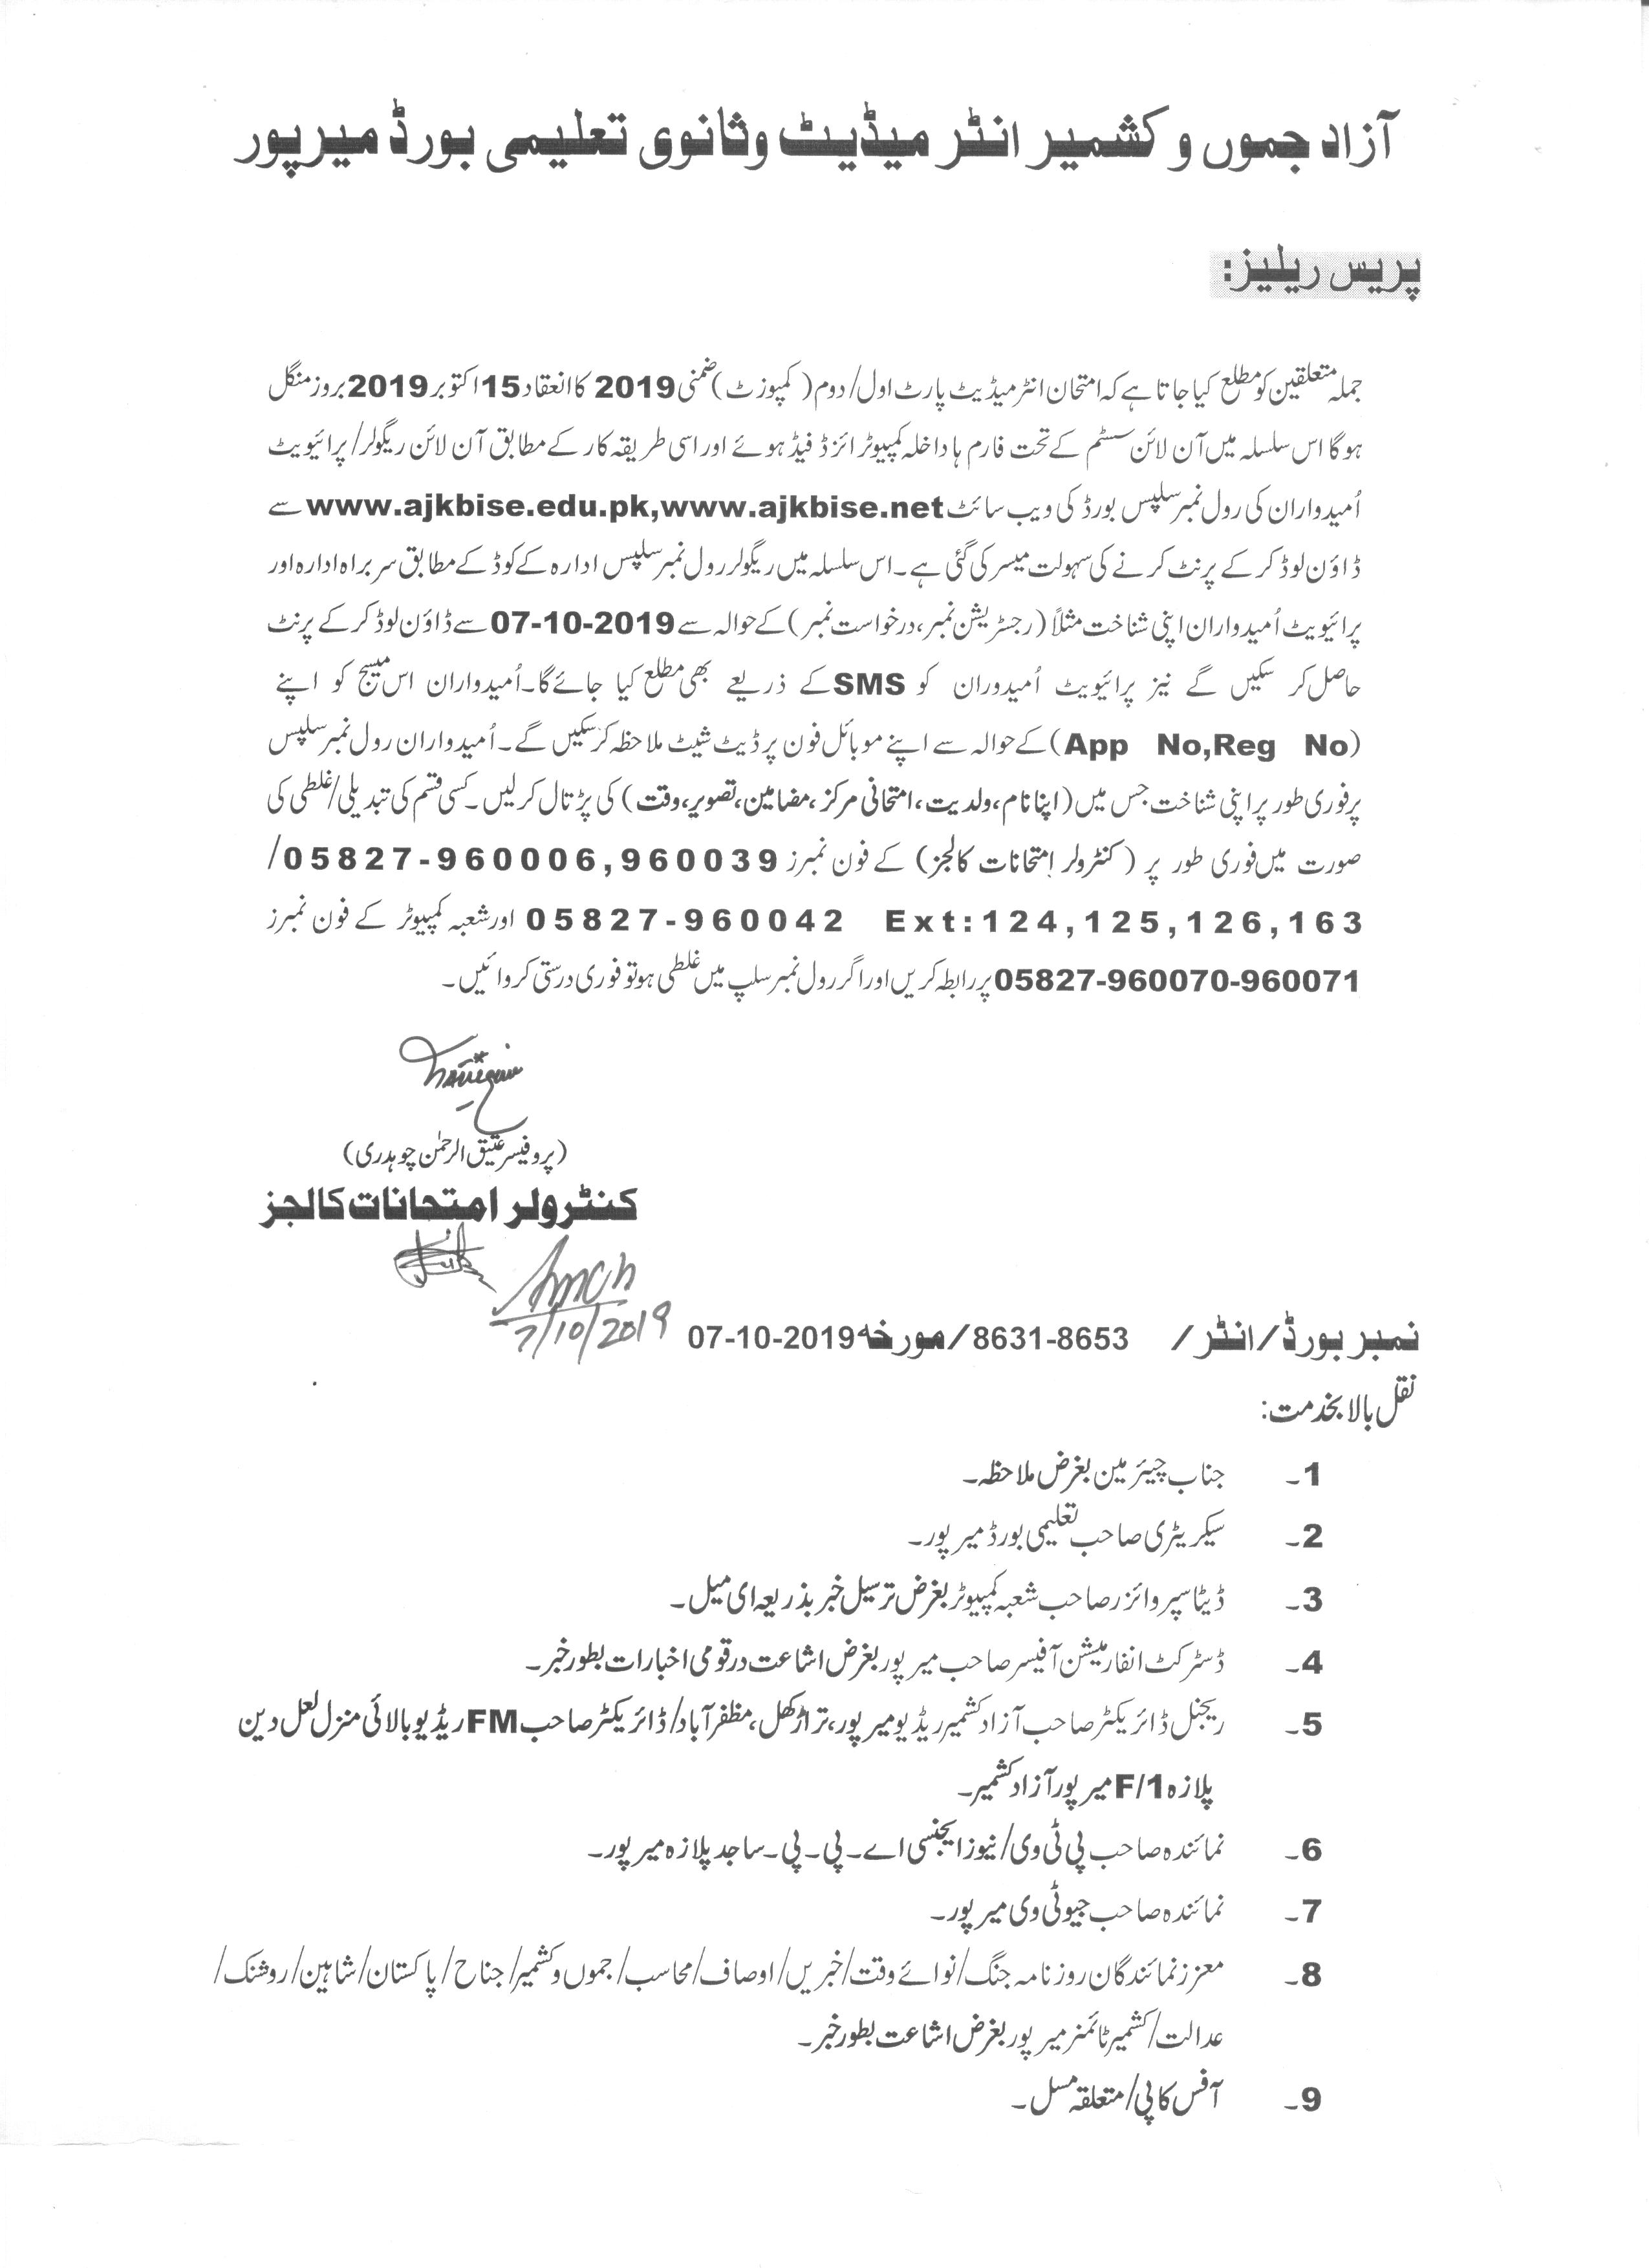 آزاد جموں و کشمیر انٹر میڈیٹ وثانوی تعلیمی بورڈ میرپور
پریس ریلیز:
جملہ متعلقین کو مطلع کیا جاتا ہے کہ امتحان انٹر میڈیٹ پارٹ اول/دوم (کمپوزٹ) ضمنی 2019 کا انعقاد 15 اکتوبر 2019 بروز منگل
ہوگا اس سلسلہ میں آن لائن سسٹم کے تحت فارم ہا داخلہ کمپیوٹرائزڈ فیڈ ہوئے اور اسی طریقہ کار کے مطابق آن لائن ریگولر/پرائیویٹ
اُمیدواران کی رول نمبر سلپس بورڈ کی ویب سائٹ www.ajkbise.edu.pk,www.ajkbise.net سے
ڈاؤن لوڈ کر کے پرنٹ کرنے کی سہولت میسر کی گئی ہے۔اس سلسلہ میں ریگولر رول نمبر سلپس ادارہ کے کوڈ کے مطابق سربراہ ادارہ اور
پرائیویٹ اُمیدواران اپنی شناخت مثلاً (رجسٹریشن نمبر، درخواست نمبر) کے حوالہ سے 07-10-2019 سے ڈاؤن لوڈ کر کے پرنٹ
حاصل کر سکیں گے نیز پرائیویٹ اُمیدوران کو SMS کے ذریعے بھی مطلع کیا جائے گا۔اُمیدواران اس میسج کو اپنے
(App No,Reg No) کے حوالہ سے اپنے موبائل فون پر ڈیٹ شیٹ ملاحظہ کر سکیں گے۔ اُمیدواران رول نمبر سلپس
پر فوری طور پر اپنی شناخت جس میں (اپنا نام، ولدیت، امتحانی مرکز، مضامین، تصویر، وقت) کی پڑتال کر لیں۔ کسی قسم کی تبدیلی/غلطی کی
صورت میں فوری طور پر (کنٹرولر امتحانات کالجز) کے فون نمبرز 05827-960006,960039/
05827-960042 Ext:124,125,126,163 اور شعبہ کمپیوٹر کے فون نمبرز
05827-960070-960071 پر رابطہ کریں اور اگر رول نمبر سلپ میں غلطی ہو تو فوری درستی کروائیں۔
(پروفیسر عتیق الرحمٰن چوہدری)
کنٹرولر امتحانات کالجز
7/10/2019
نمبر بورڈ/انٹر/ 8631-8653/مورخہ 07-10-2019
نقل بالا بخدمت:
1۔ جناب چیئرمین بغرض ملاحظہ۔
2۔ سیکریٹری صاحب تعلیمی بورڈ میرپور۔
3۔ ڈیٹا سپروائزر صاحب شعبہ کمپیوٹر بغرض ترسیل خبر بذریعہ ای میل۔
4۔ ڈسٹرکٹ انفارمیشن آفیسر صاحب میرپور بغرض اشاعت در قومی اخبارات بطور خبر۔
5۔ ریجنل ڈائریکٹر صاحب آزاد کشمیر ریڈیو میرپور، تراڑکھل، مظفرآباد/ڈائریکٹر صاحب FM ریڈیو بالائی منزل لعل دین
پلازہ F/1 میرپور آزاد کشمیر۔
6۔ نمائندہ صاحب پی ٹی وی/نیوز ایجنسی اے۔پی۔پی۔ساجد پلازہ میرپور۔
7۔ نمائندہ صاحب جیو ٹی وی میرپور۔
8۔ معزز نمائندگان روزنامہ جنگ/نوائے وقت/خبریں/اوصاف/محاسب/جموں و کشمیر/جناح/پاکستان/شاہین/روشنک/
عدالت/کشمیر ٹائمنز میرپور بغرض اشاعت بطور خبر۔
9۔ آفس کاپی/متعلقہ مسل۔